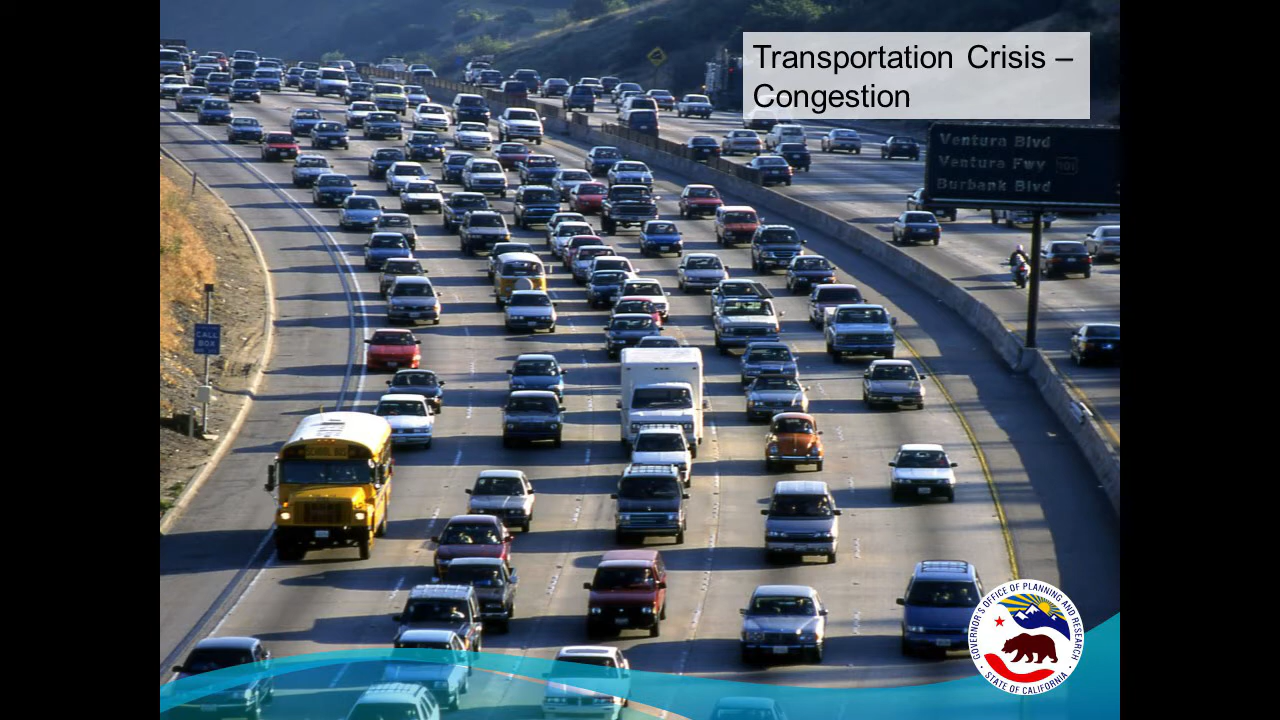 Transportation Crisis –
Congestion
Ventura Blvd
Ventura Fwy 101
Burbank Blvd
CALL
BOX
SCHOOL BUS
GOVERNOR'S OFFICE OF PLANNING AND RESEARCH
STATE OF CALIFORNIA